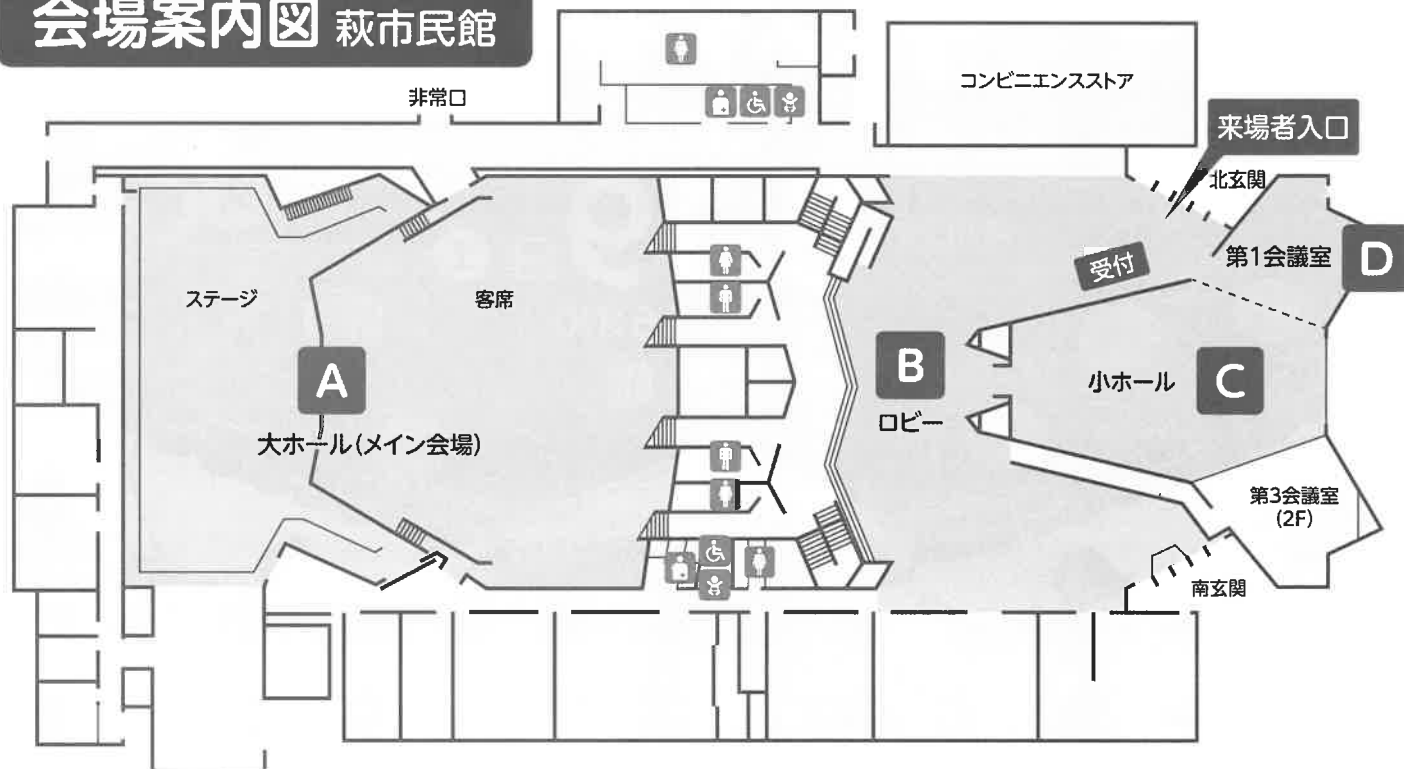 会場案内図 萩市民館
非常口
コンビニエンスストア
来場者入口
北玄関
受付
第1会議室
D
ステージ
客席
A
大ホール(メイン会場)
B
ロビー
小ホール
C
第3会議室
(2F)
南玄関